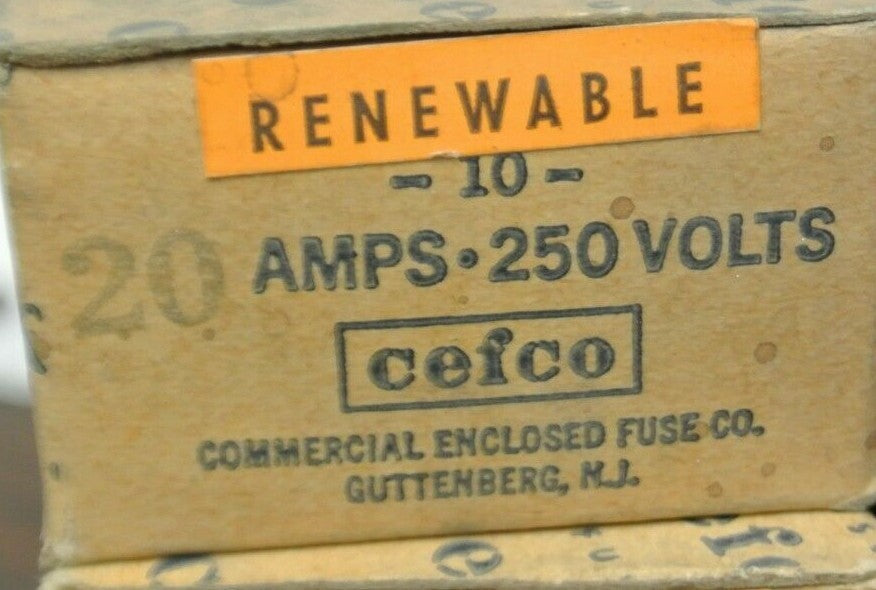 RENEWABLE
- 10 -
20 AMPS • 250 VOLTS
cefco
COMMERCIAL ENCLOSED FUSE CO.
GUTTENBERG, N.J.